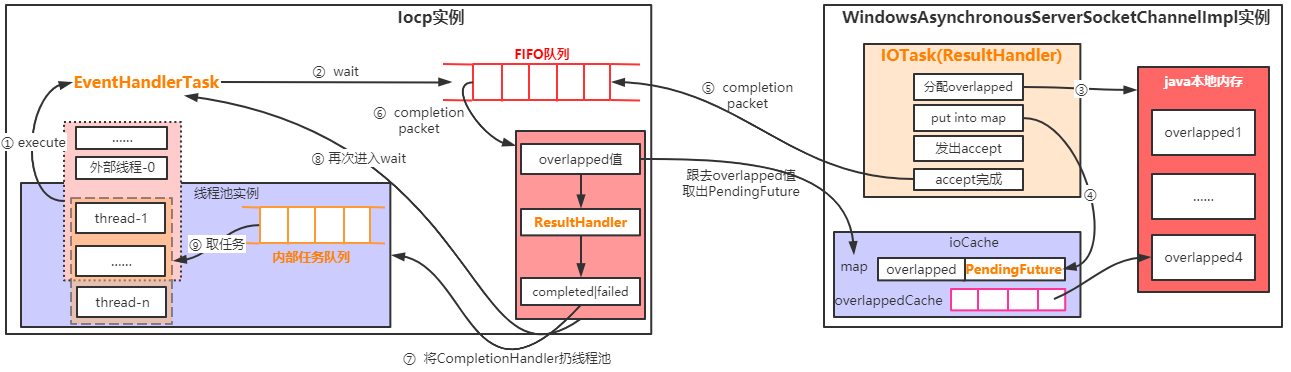 Iocp实例
FIFO队列
EventHandlerTask
② wait
① execute
......
外部线程-0
线程池实例
thread-1
......
thread-n
⑨ 取任务
内部任务队列
⑧ 再次进入wait
⑥ completion
packet
overlapped值
ResultHandler
completed|failed
⑦ 将CompletionHandler扔线程池
⑤ completion
packet
跟去overlapped值
取出PendingFuture
WindowsAsynchronousServerSocketChannelImpl实例
IOTask(ResultHandler)
分配overlapped
put into map
发出accept
accept完成
③
④
java本地内存
overlapped1
......
overlapped4
ioCache
map
overlapped
PendingFuture
overlappedCache